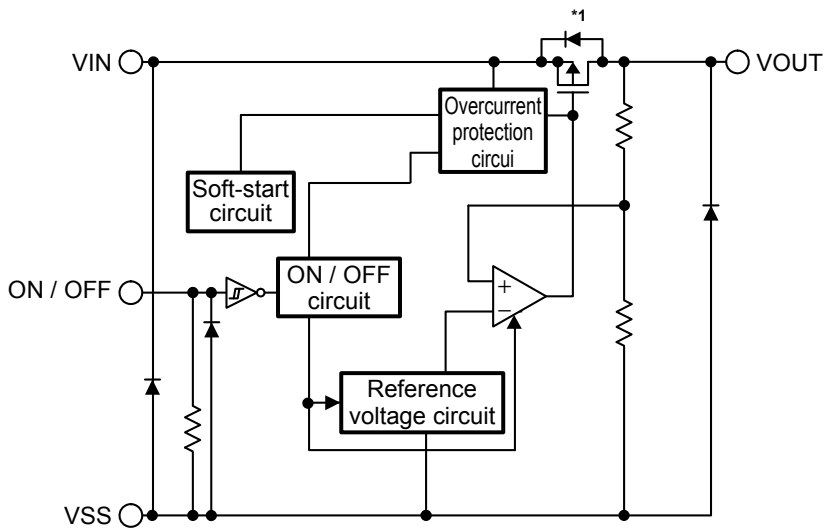 *1
VIN
VOUT
Overcurrent
protection
circui
Soft-start
circuit
ON / OFF
ON / OFF
circuit
+
−
Reference
voltage circuit
VSS